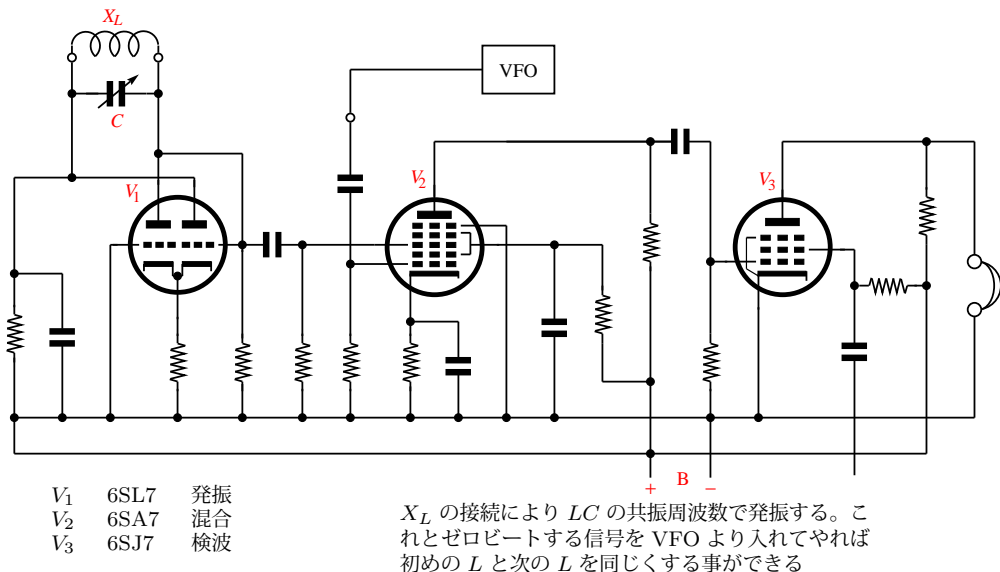 X_L
VFO
C
V_1
V_2
V_3
+ B −
V_1 6SL7 発振
V_2 6SA7 混合
V_3 6SJ7 検波
X_L の接続により LC の共振周波数で発振する。こ
れとゼロビートする信号を VFO より入れてやれば
初めの L と次の L を同じくする事ができる